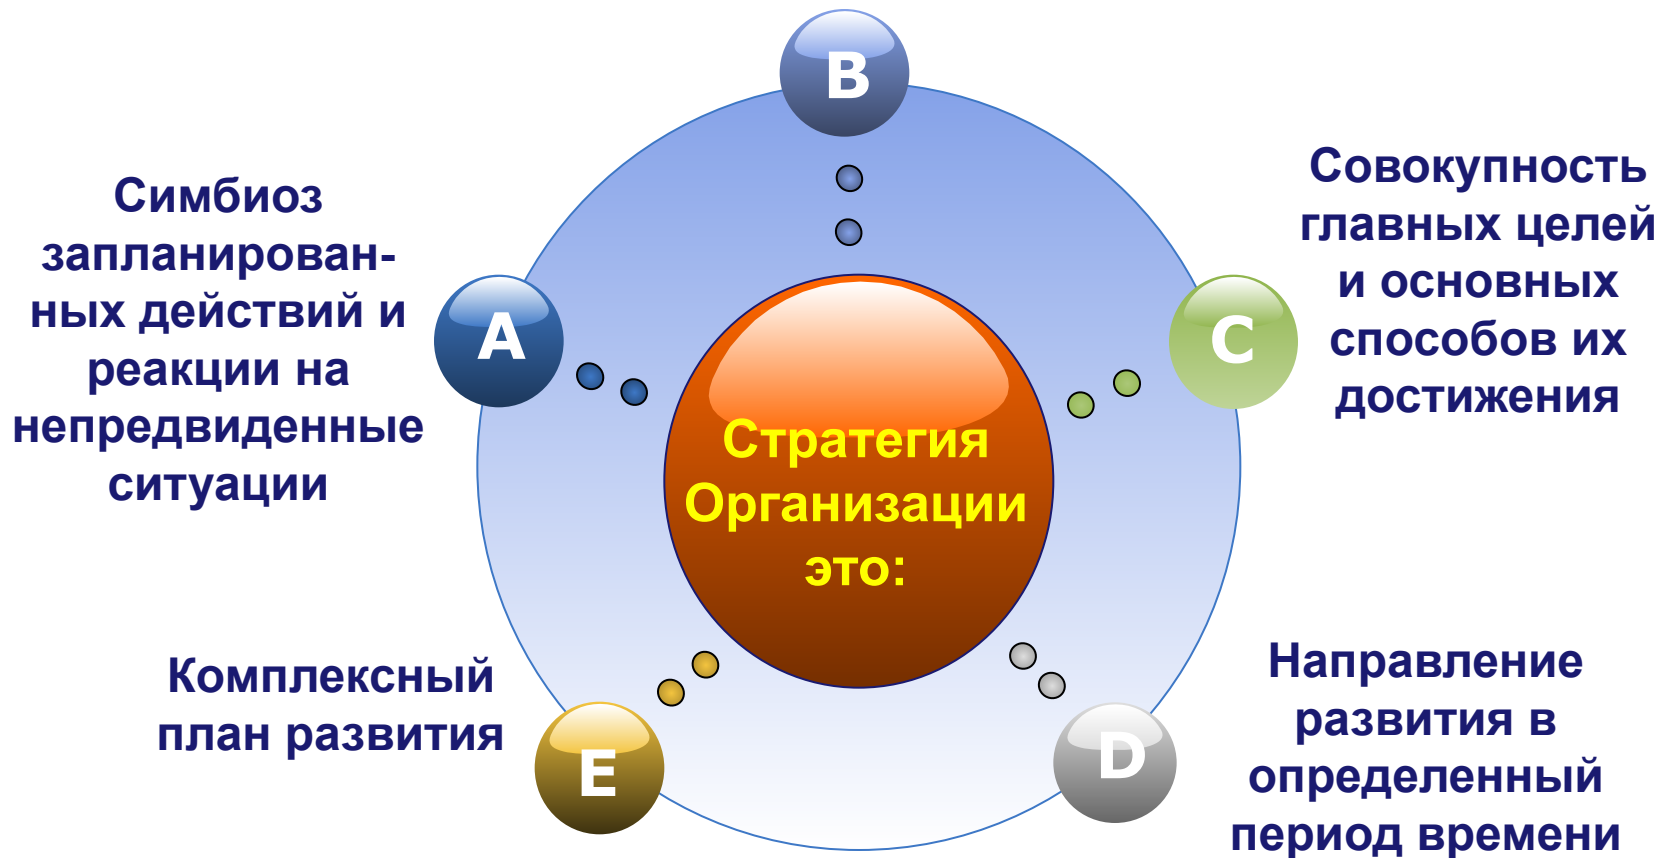 B
Симбиоз
запланирован-
ных действий и
реакции на
непредвиденные
ситуации
A
Совокупность
главных целей
и основных
способов их
достижения
C
Стратегия
Организации
это:
Комплексный
план развития
E
D
Направление
развития в
определенный
период времени